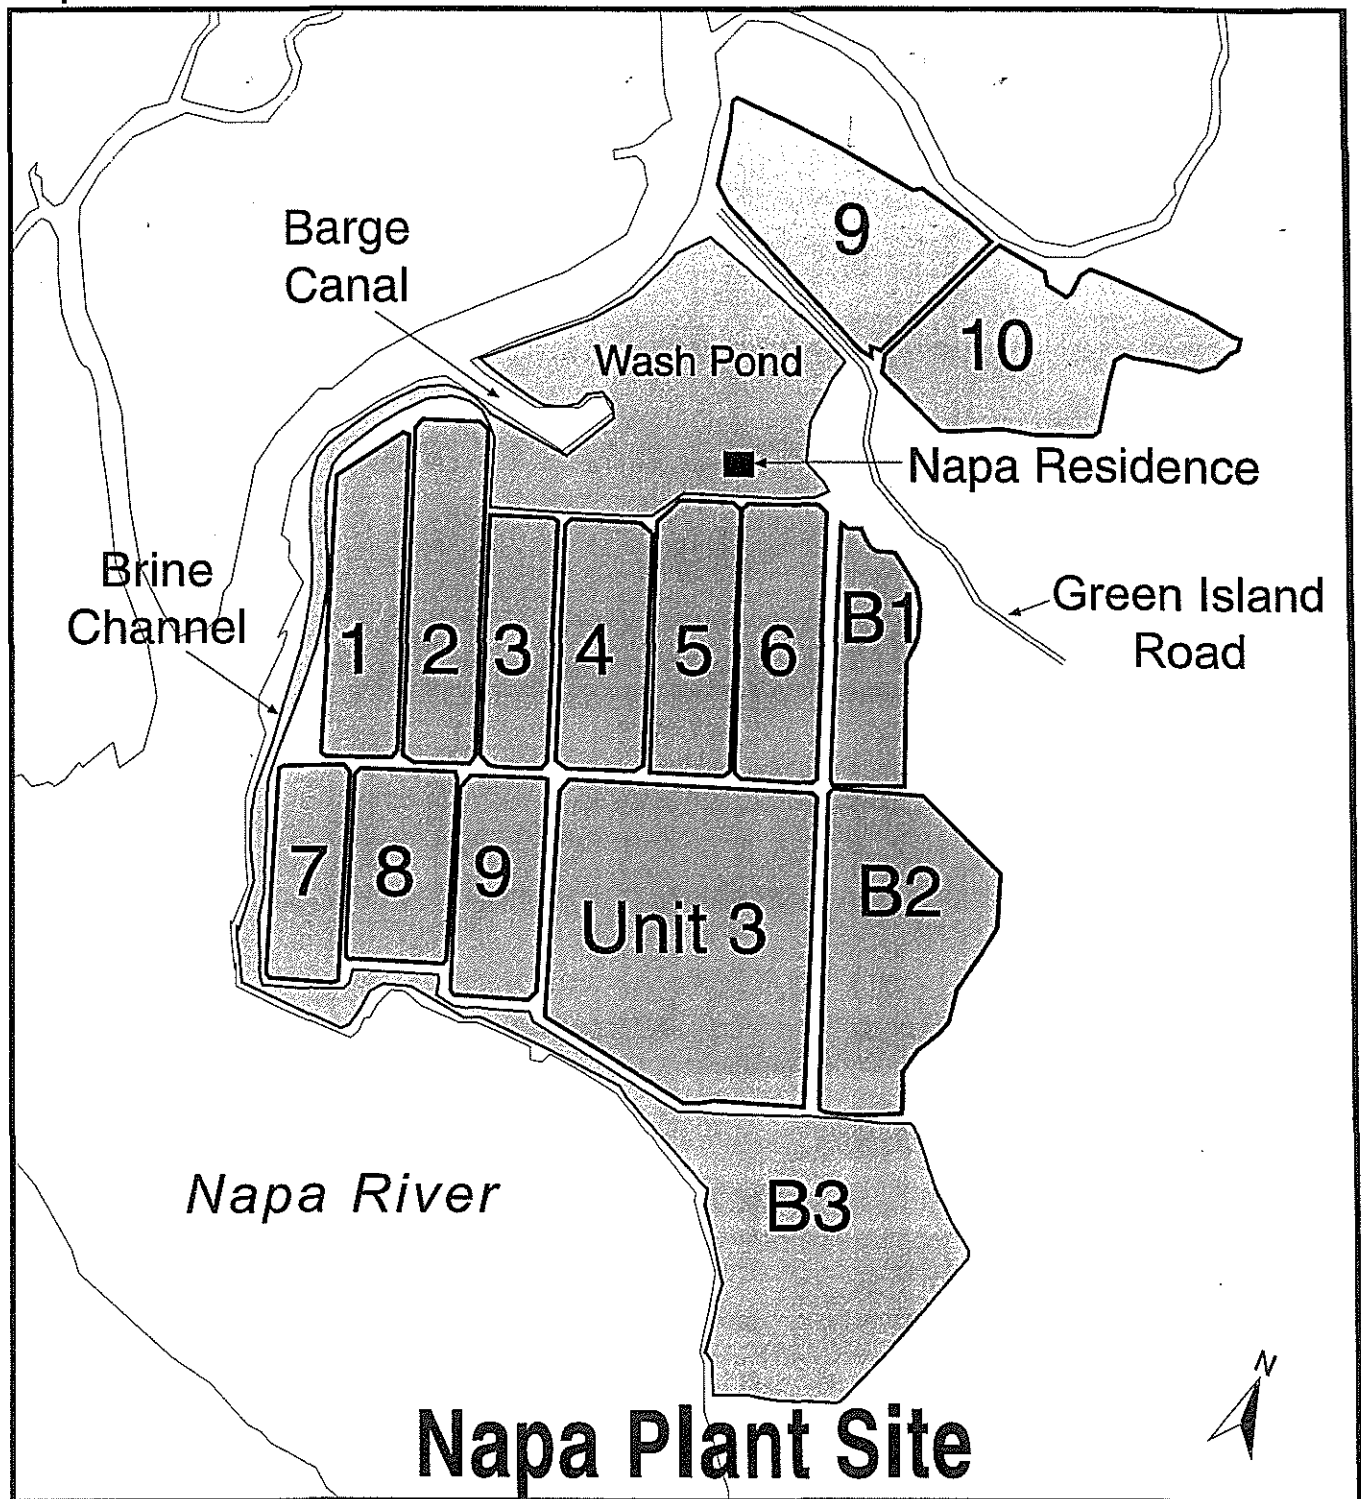 9
Barge
Canal
10
Wash Pond
Napa Residence
Brine
Channel
Green Island
Road
B1
1
2
3
4
5
6
7
8
9
Unit 3
B2
Napa River
B3
N
Napa Plant Site